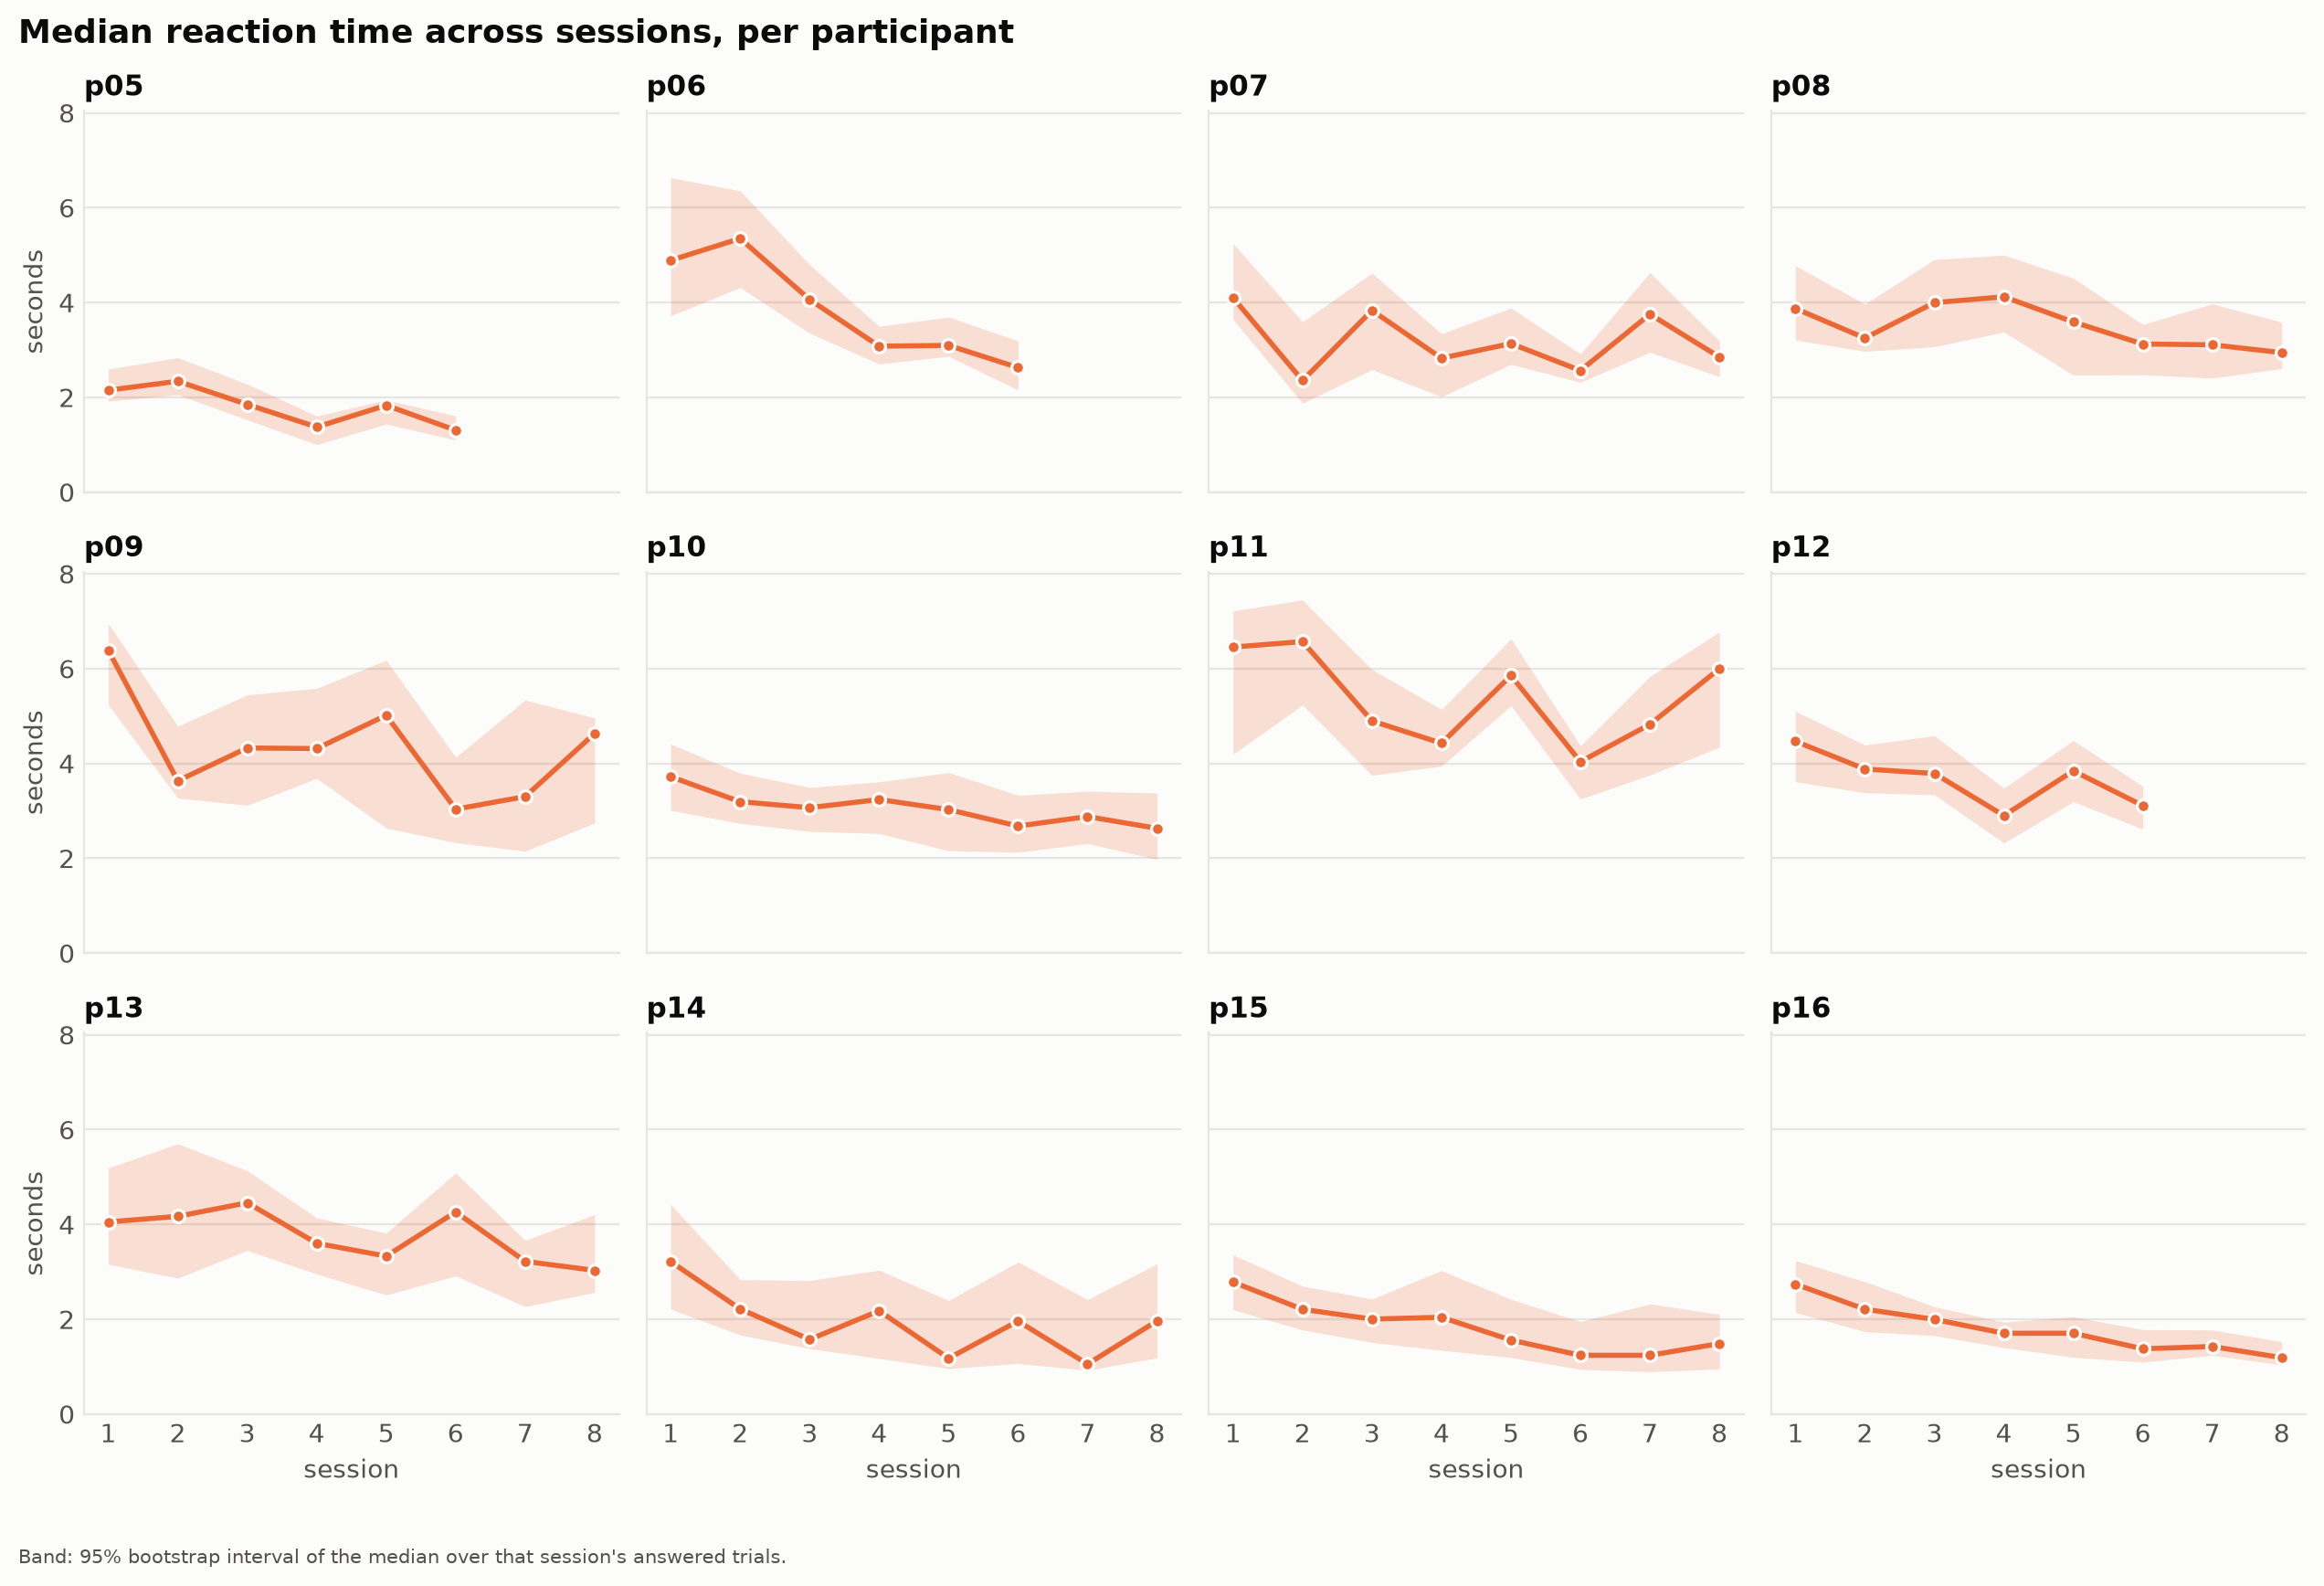 Median reaction time across sessions, per participant
p05
p06
p07
p08
8
6
4
2
0
seconds
p09
p10
p11
p12
8
6
4
2
0
seconds
p13
p14
p15
p16
8
6
4
2
0
seconds
1 2 3 4 5 6 7 8
1 2 3 4 5 6 7 8
1 2 3 4 5 6 7 8
1 2 3 4 5 6 7 8
session
session
session
session
Band: 95% bootstrap interval of the median over that session's answered trials.